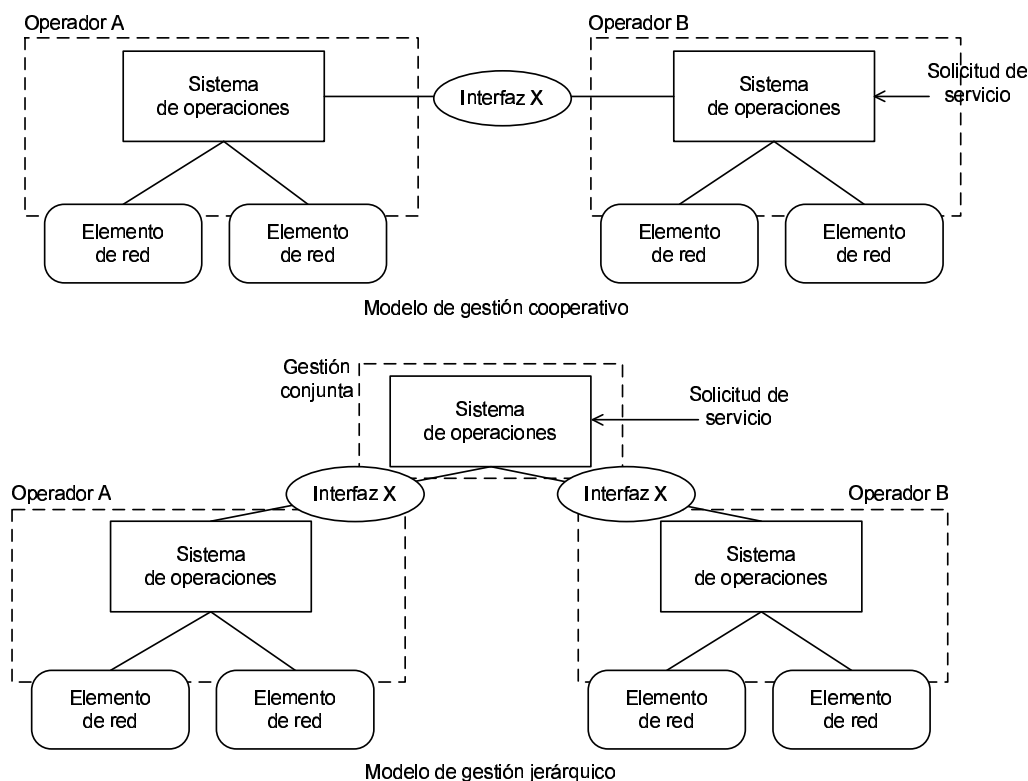 Operador A
Operador B
Sistema
de operaciones
Interfaz X
Sistema
de operaciones
Solicitud de
servicio
Elemento
de red
Elemento
de red
Elemento
de red
Elemento
de red
Modelo de gestión cooperativo
Gestión
conjunta
Sistema
de operaciones
Solicitud de
servicio
Operador A
Interfaz X
Interfaz X
Operador B
Sistema
de operaciones
Sistema
de operaciones
Elemento
de red
Elemento
de red
Elemento
de red
Elemento
de red
Modelo de gestión jerárquico